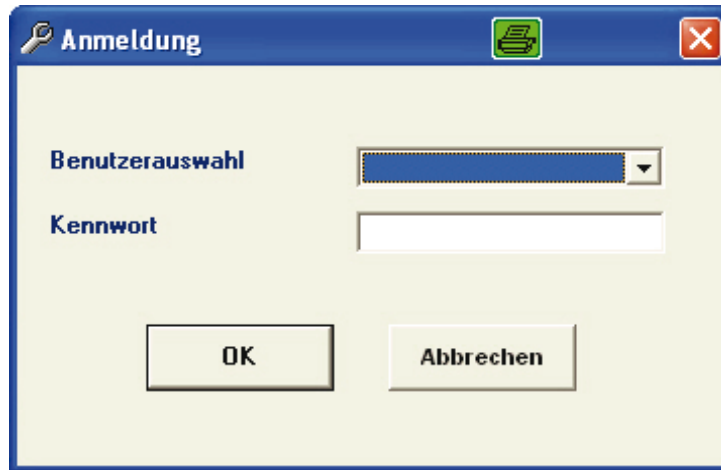 Anmeldung
Benutzerauswahl
Kennwort
OK
Abbrechen